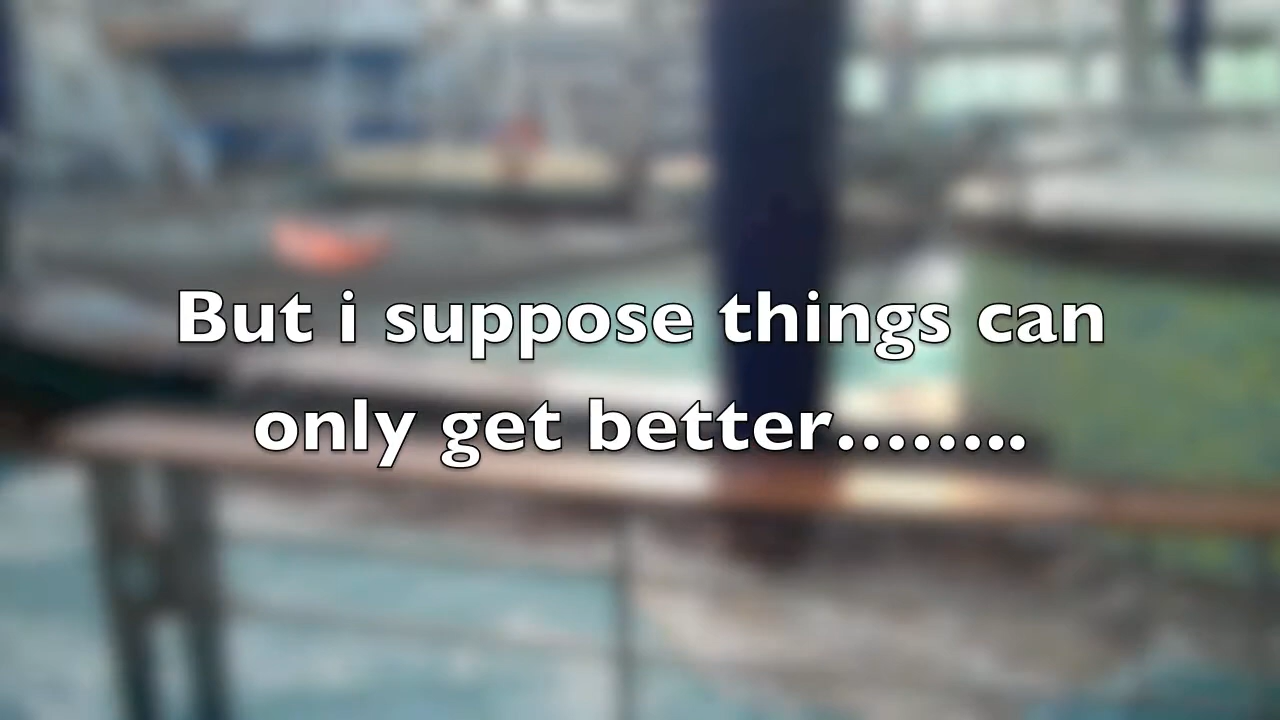 But i suppose things can
only get better........